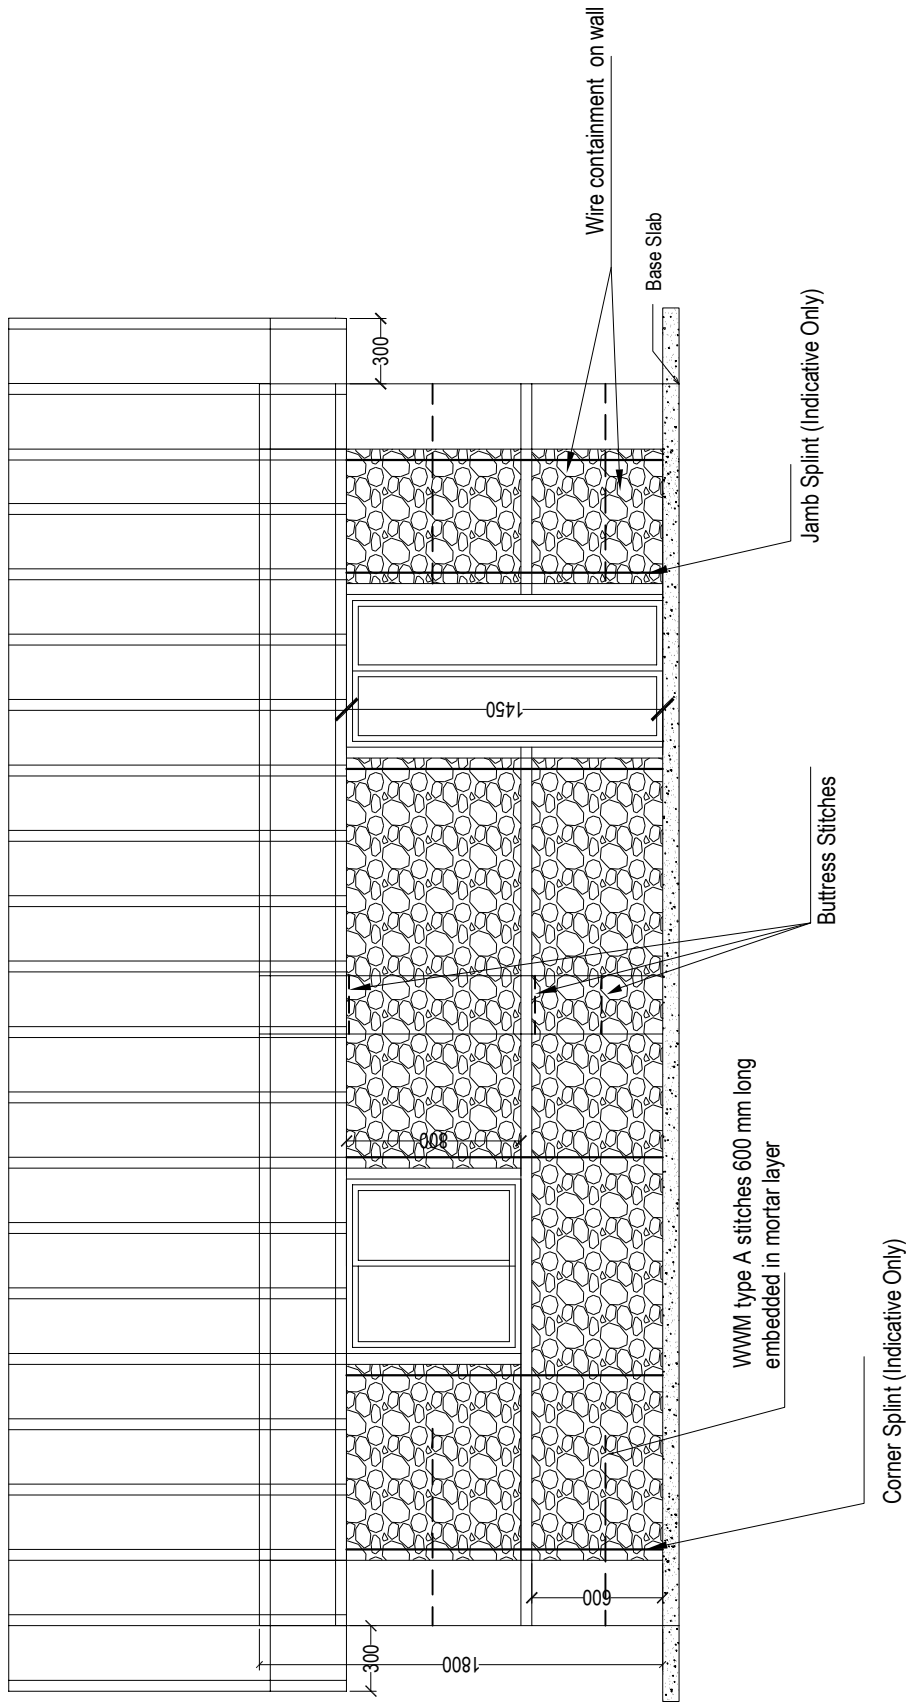 Wire containment on wall
Base Slab
300
Jamb Splint (Indicative Only)
1450
Buttress Stitches
800
WWM type A stitches 600 mm long
embedded in mortar layer
Corner Splint (Indicative Only)
600
300
1800